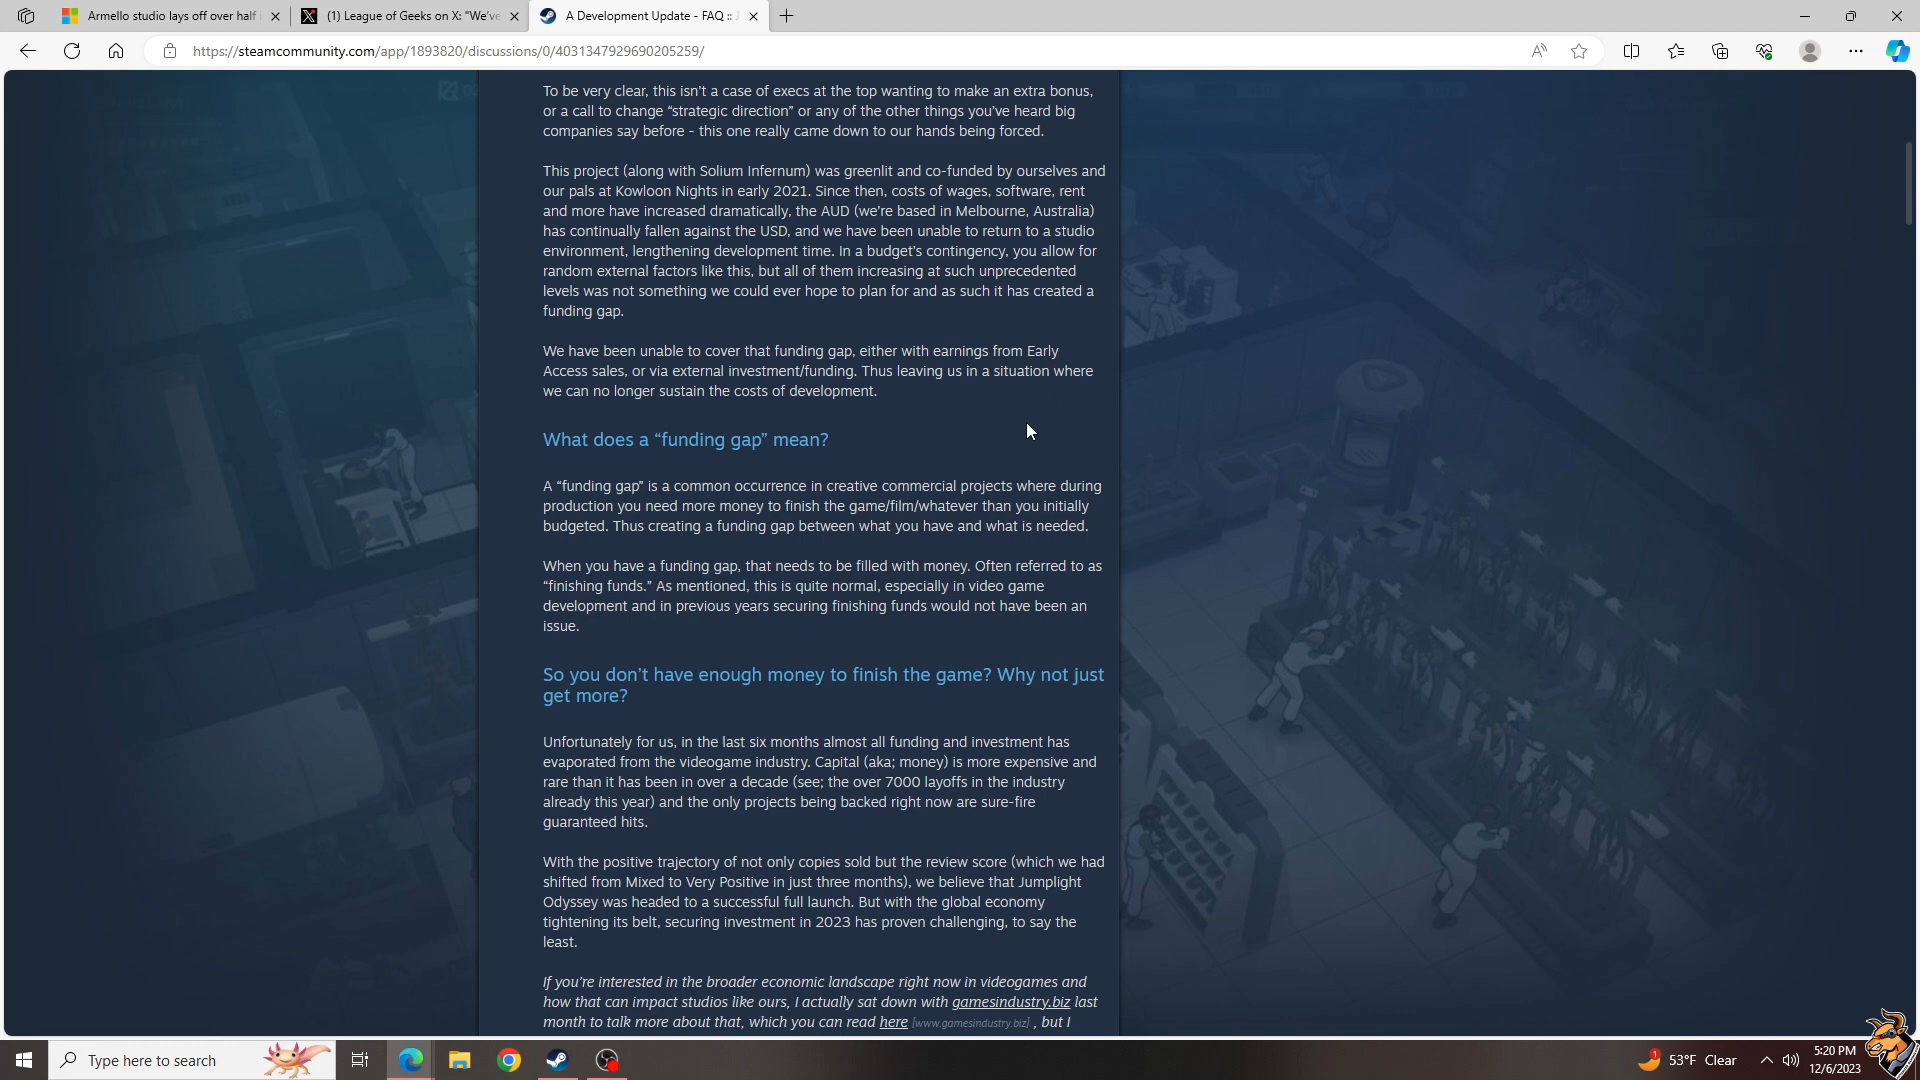 Armello studio lays off over half
(1) League of Geeks on X: "We've
A Development Update - FAQ ::
https://steamcommunity.com/app/1893820/discussions/0/4031347929690205259/
To be very clear, this isn't a case of execs at the top wanting to make an extra bonus,
or a call to change “strategic direction” or any of the other things you've heard big
companies say before - this one really came down to our hands being forced.
This project (along with Solium Infernum) was greenlit and co-funded by ourselves and
our pals at Kowloon Nights in early 2021. Since then, costs of wages, software, rent
and more have increased dramatically, the AUD (we're based in Melbourne, Australia)
has continually fallen against the USD, and we have been unable to return to a studio
environment, lengthening development time. In a budget's contingency, you allow for
random external factors like this, but all of them increasing at such unprecedented
levels was not something we could ever hope to plan for and as such it has created a
funding gap.
We have been unable to cover that funding gap, either with earnings from Early
Access sales, or via external investment/funding. Thus leaving us in a situation where
we can no longer sustain the costs of development.
What does a “funding gap” mean?
A “funding gap” is a common occurrence in creative commercial projects where during
production you need more money to finish the game/film/whatever than you initially
budgeted. Thus creating a funding gap between what you have and what is needed.
When you have a funding gap, that needs to be filled with money. Often referred to as
“finishing funds.” As mentioned, this is quite normal, especially in video game
development and in previous years securing finishing funds would not have been an
issue.
So you don't have enough money to finish the game? Why not just
get more?
Unfortunately for us, in the last six months almost all funding and investment has
evaporated from the videogame industry. Capital (aka; money) is more expensive and
rare than it has been in over a decade (see; the over 7000 layoffs in the industry
already this year) and the only projects being backed right now are sure-fire
guaranteed hits.
With the positive trajectory of not only copies sold but the review score (which we had
shifted from Mixed to Very Positive in just three months), we believe that Jumplight
Odyssey was headed to a successful full launch. But with the global economy
tightening its belt, securing investment in 2023 has proven challenging, to say the
least.
If you're interested in the broader economic landscape right now in videogames and
how that can impact studios like ours, I actually sat down with gamesindustry.biz last
month to talk more about that, which you can read here [www.gamesindustry.biz] , but I
Type here to search
1
53°F Clear
5:20 PM
12/6/2023